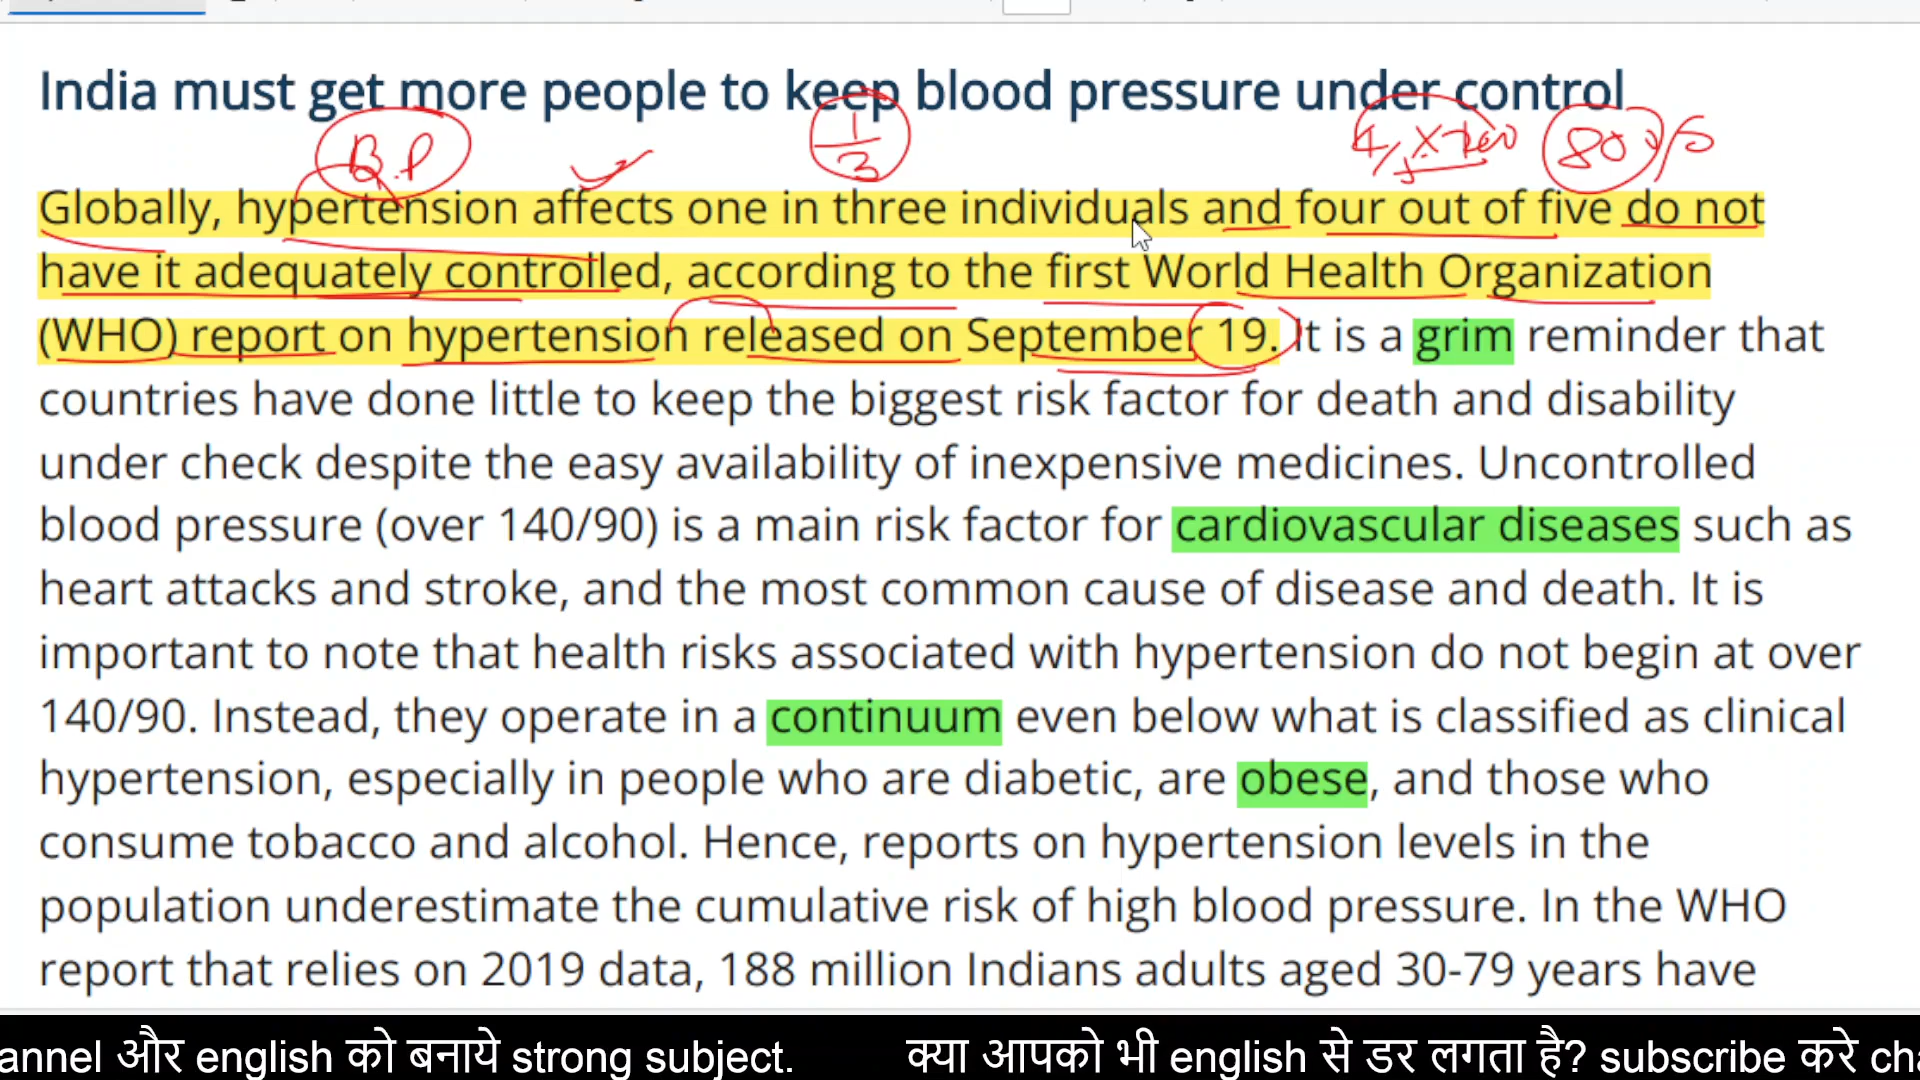 India must get more people to keep blood pressure under control
B.P
1/3
80%
Globally, hypertension affects one in three individuals and four out of five do not
have it adequately controlled, according to the first World Health Organization
(WHO) report on hypertension released on September 19. It is a grim reminder that
countries have done little to keep the biggest risk factor for death and disability
under check despite the easy availability of inexpensive medicines. Uncontrolled
blood pressure (over 140/90) is a main risk factor for cardiovascular diseases such as
heart attacks and stroke, and the most common cause of disease and death. It is
important to note that health risks associated with hypertension do not begin at over
140/90. Instead, they operate in a continuum even below what is classified as clinical
hypertension, especially in people who are diabetic, are obese, and those who
consume tobacco and alcohol. Hence, reports on hypertension levels in the
population underestimate the cumulative risk of high blood pressure. In the WHO
report that relies on 2019 data, 188 million Indians adults aged 30-79 years have
annel और english को बनाये strong subject. क्या आपको भी english से डर लगता है? subscribe करे cha